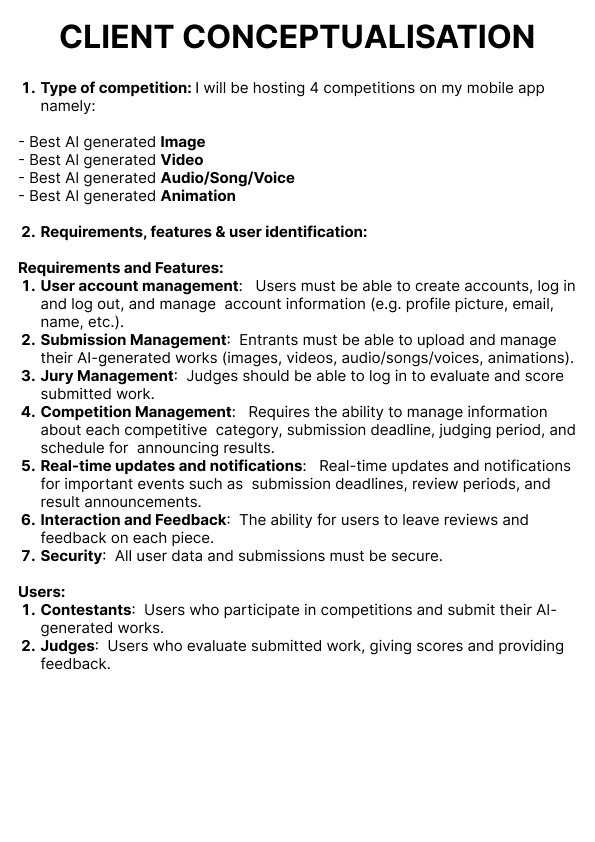 CLIENT CONCEPTUALISATION
1. Type of competition: I will be hosting 4 competitions on my mobile app
namely:
- Best AI generated Image
- Best AI generated Video
- Best AI generated Audio/Song/Voice
- Best AI generated Animation
2. Requirements, features & user identification:
Requirements and Features:
1. User account management:   Users must be able to create accounts, log in
and log out, and manage  account information (e.g. profile picture, email,
name, etc.).
2. Submission Management:  Entrants must be able to upload and manage
their AI-generated works (images, videos, audio/songs/voices, animations).
3. Jury Management:  Judges should be able to log in to evaluate and score
submitted work.
4. Competition Management:   Requires the ability to manage information
about each competitive  category, submission deadline, judging period, and
schedule for  announcing results.
5. Real-time updates and notifications:   Real-time updates and notifications
for important events such as  submission deadlines, review periods, and
result announcements.
6. Interaction and Feedback:  The ability for users to leave reviews and
feedback on each piece.
7. Security:  All user data and submissions must be secure.
Users:
1. Contestants:  Users who participate in competitions and submit their AI-
generated works.
2. Judges:  Users who evaluate submitted work, giving scores and providing
feedback.